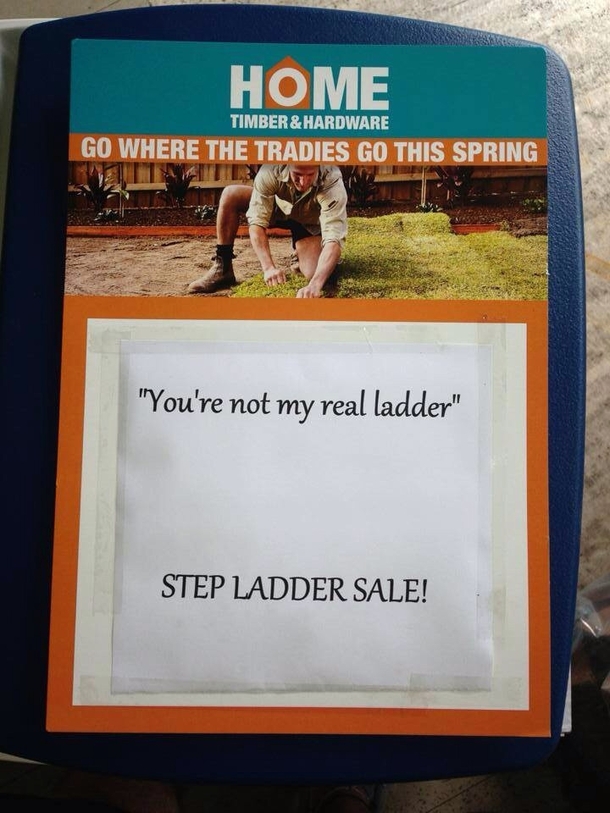 HOME
TIMBER & HARDWARE
GO WHERE THE TRADIES GO THIS SPRING
"You're not my real ladder"
STEP LADDER SALE!